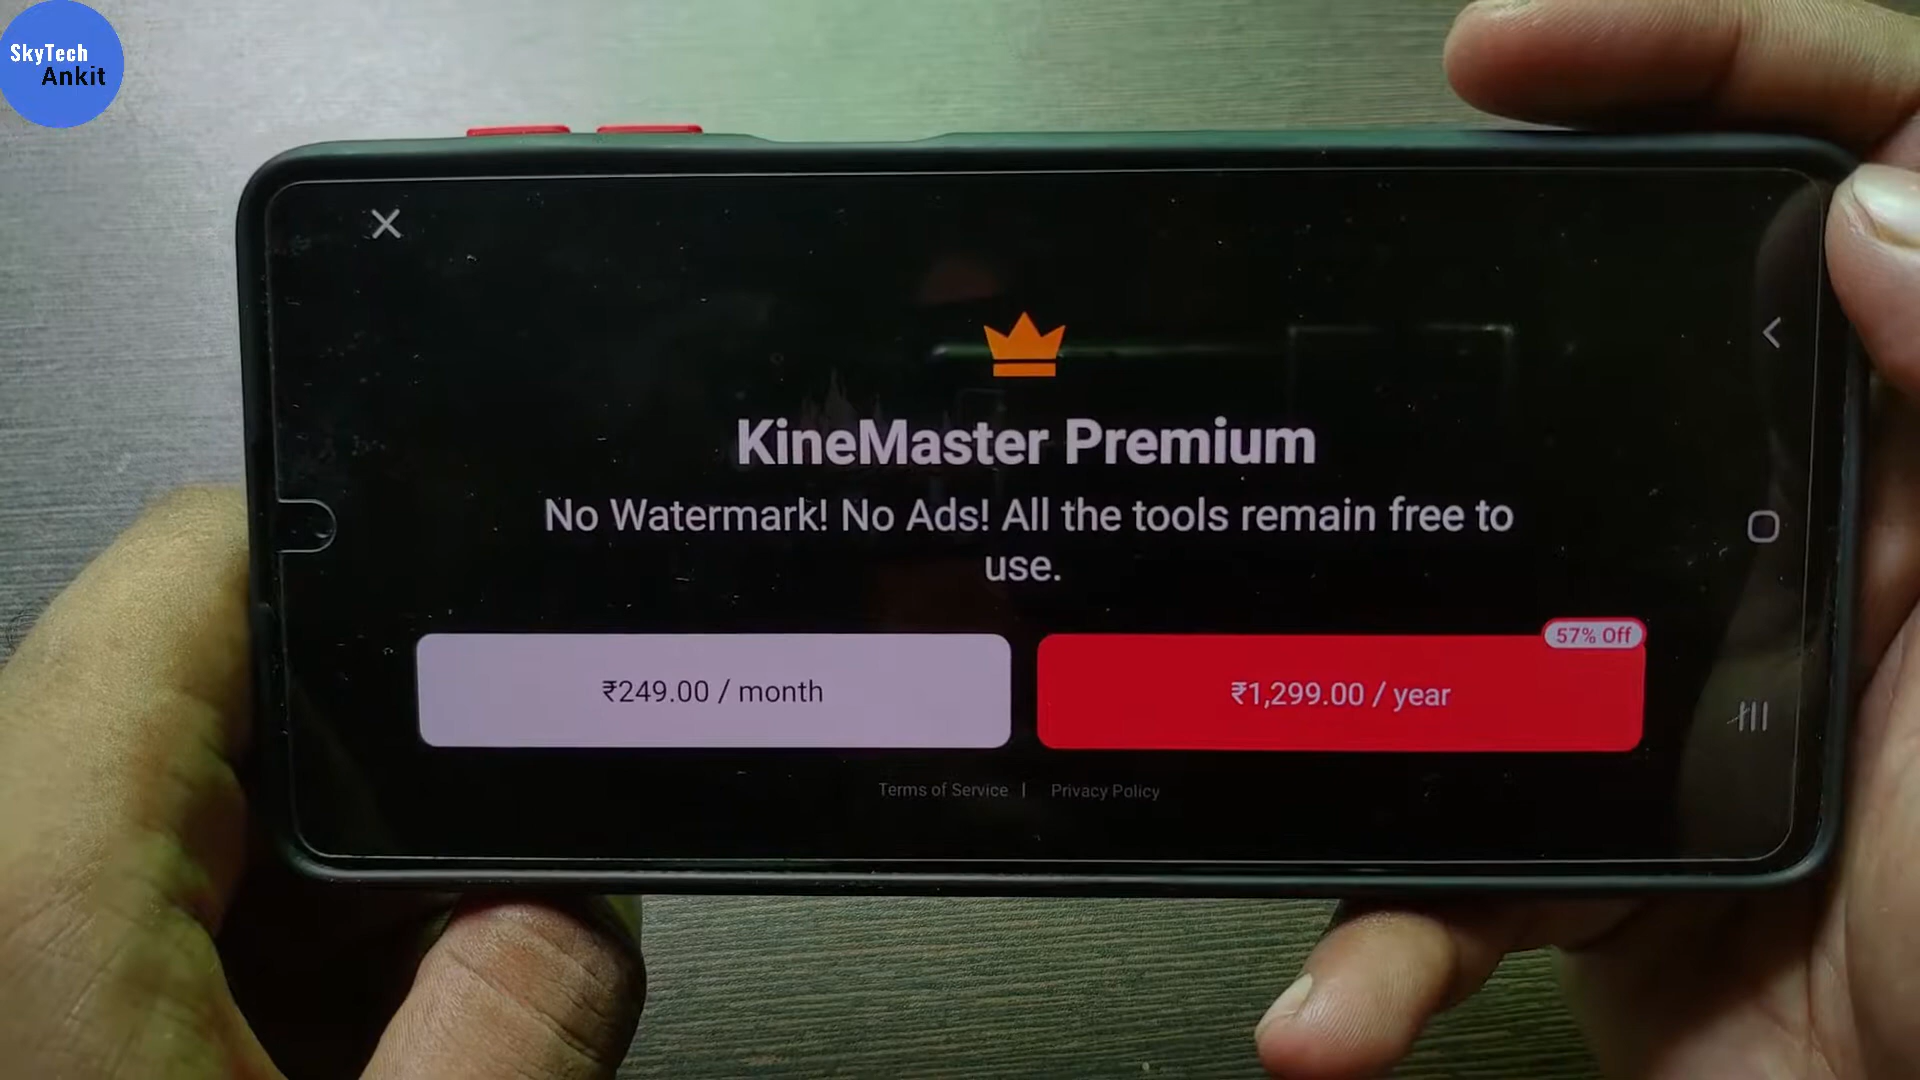 SkyTech
Ankit
KineMaster Premium
No Watermark! No Ads! All the tools remain free to
use.
57% Off
₹249.00 / month
₹1,299.00 / year
Terms of Service | Privacy Policy